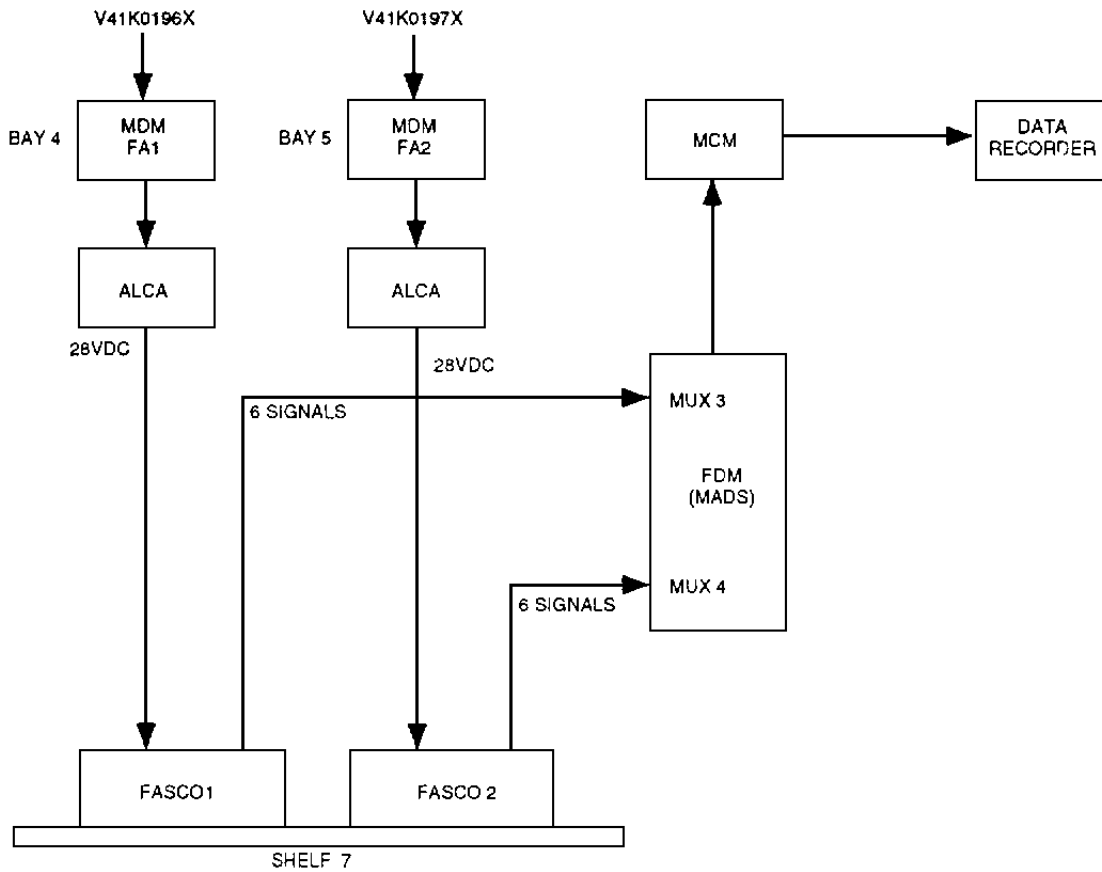 V41K0196X
V41K0197X
BAY 4
MDM
FA1
BAY 5
MDM
FA2
MCM
DATA
RECORDER
ALCA
ALCA
28VDC
28VDC
6 SIGNALS
MUX 3
FDM
(MADS)
MUX 4
6 SIGNALS
FASCO1
FASCO 2
SHELF 7